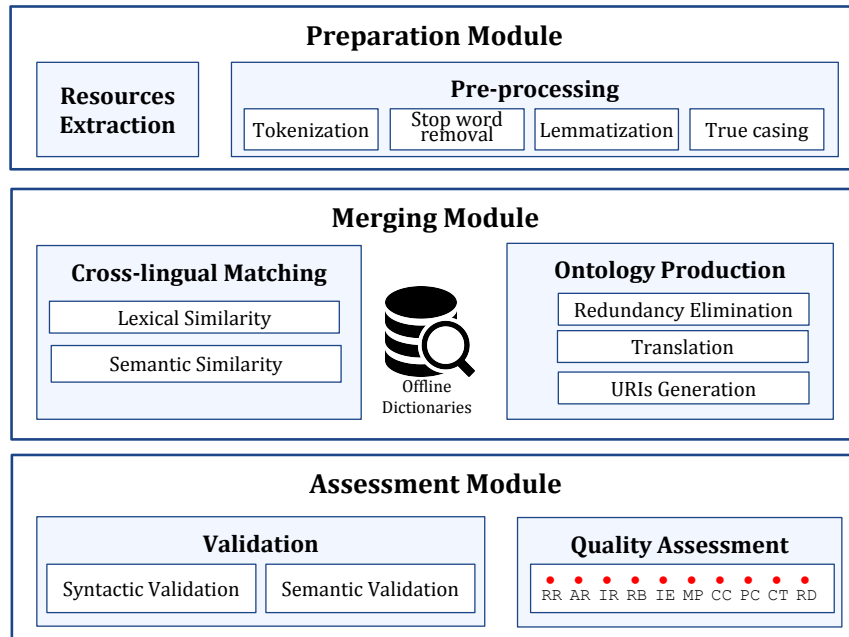 Preparation Module
Resources
Extraction
Pre-processing
Tokenization
Stop word
removal
Lemmatization
True casing
Merging Module
Cross-lingual Matching
Lexical Similarity
Semantic Similarity
Offline
Dictionaries
Ontology Production
Redundancy Elimination
Translation
URIs Generation
Assessment Module
Validation
Syntactic Validation
Semantic Validation
Quality Assessment
RR AR IR RB IE MP CC PC CT RD